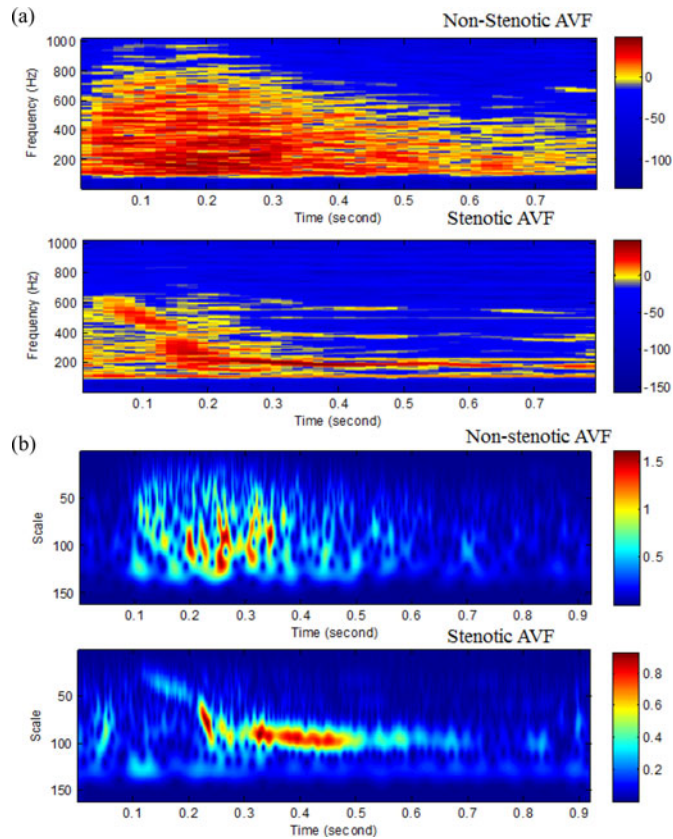 (a)
Non-Stenotic AVF
1000
800
600
400
200
Frequency (Hz)
0.1 0.2 0.3 0.4 0.5 0.6 0.7
Time (second)
0
-50
-100
Stenotic AVF
1000
800
600
400
200
Frequency (Hz)
0.1 0.2 0.3 0.4 0.5 0.6 0.7
Time (second)
0
-50
-100
-150
(b)
Non-stenotic AVF
50
100
150
Scale
0.1 0.2 0.3 0.4 0.5 0.6 0.7 0.8 0.9
Time (second)
1.5
1
0.5
Stenotic AVF
50
100
150
Scale
0.1 0.2 0.3 0.4 0.5 0.6 0.7 0.8 0.9
Time (second)
0.8
0.6
0.4
0.2